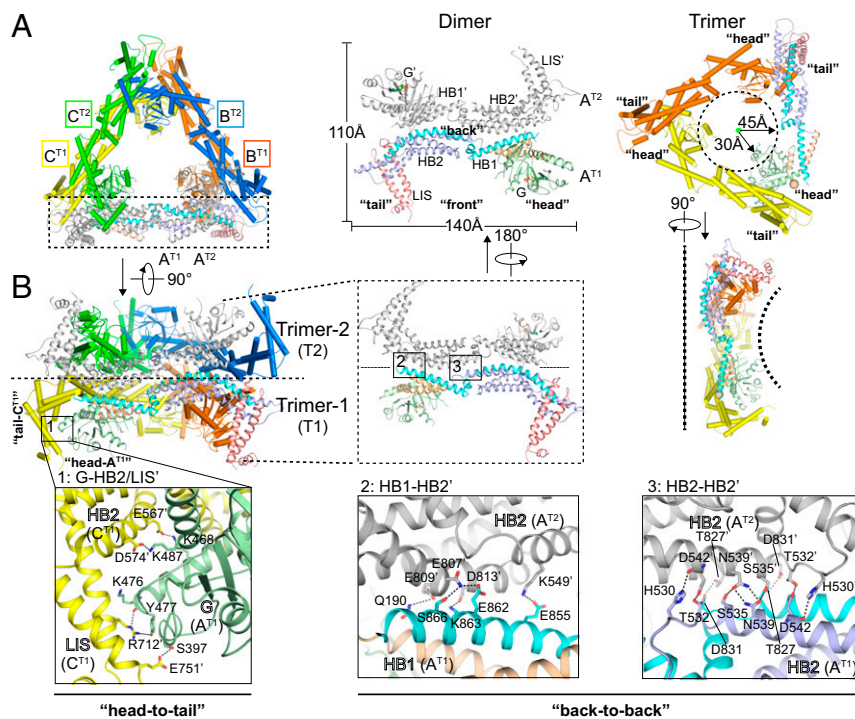 A
Dimer
Trimer
C^T2
B^T2
C^T1
B^T1
A^T1 A^T2
90°
G'
HB1'
HB2'
LIS'
A^T2
110Å
"back"
HB2
HB1
A^T1
LIS
G
"tail"
"front"
"head"
140Å
180°
"head"
"tail"
"tail"
45Å
30Å
"head"
"head"
"tail"
90°
B
Trimer-2
(T2)
Trimer-1
(T1)
"tail-C^T1"
1
"head-A^T1"
2
3
1: G-HB2/LIS'
HB2
(C^T1)
E567'
K468
D574'
K487
K476
Y477
G
(A^T1)
LIS
(C^T1)
R712'
S397
E751'
2: HB1-HB2'
HB2 (A^T2)
E807'
E809'
D813'
K549'
Q190
S866
E862
K863
E855
HB1 (A^T1)
3: HB2-HB2'
HB2 (A^T2)
T827'
D831'
D542'
N539'
T532'
S535'
H530
H530'
T532
S535
N539
D542
D831
T827
HB2 (A^T1)
"head-to-tail"
"back-to-back"